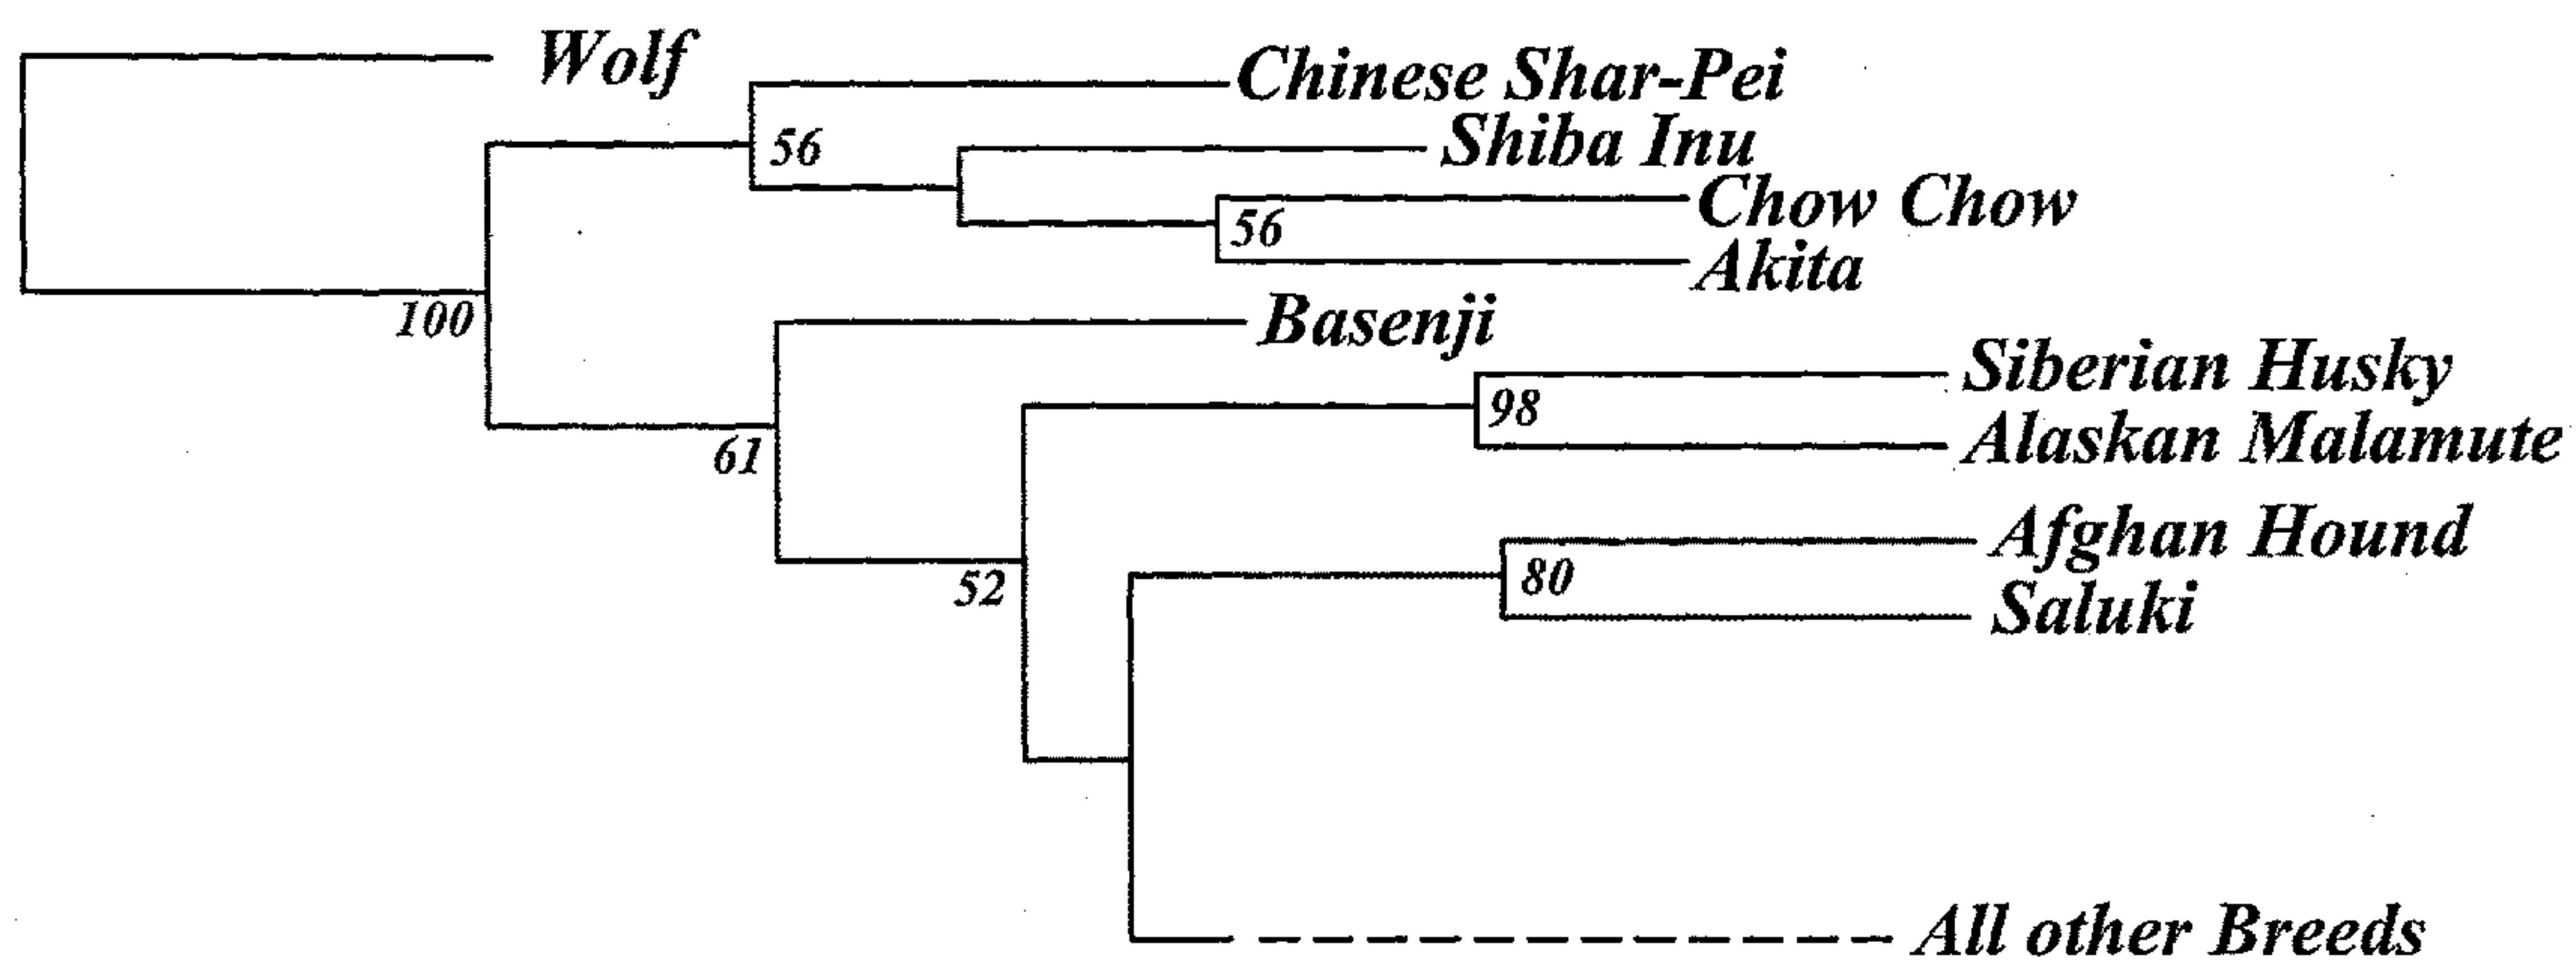 Wolf
Chinese Shar-Pei
56
Shiba Inu
Chow Chow
56
Akita
100
Basenji
Siberian Husky
98
Alaskan Malamute
61
Afghan Hound
80
52
Saluki
All other Breeds